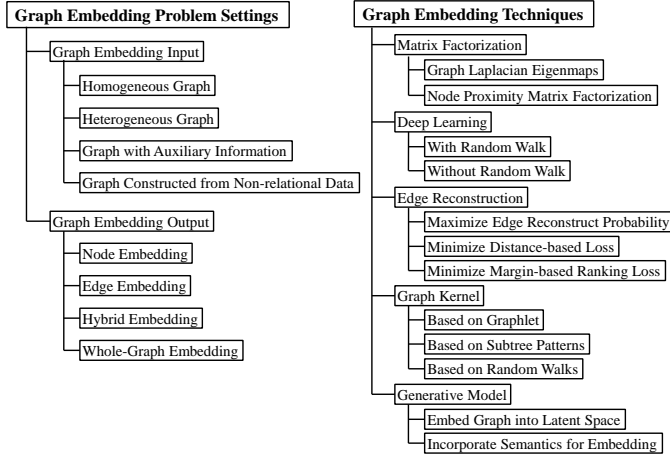 Graph Embedding Problem Settings
Graph Embedding Input
Homogeneous Graph
Heterogeneous Graph
Graph with Auxiliary Information
Graph Constructed from Non-relational Data
Graph Embedding Output
Node Embedding
Edge Embedding
Hybrid Embedding
Whole-Graph Embedding
Graph Embedding Techniques
Matrix Factorization
Graph Laplacian Eigenmaps
Node Proximity Matrix Factorization
Deep Learning
With Random Walk
Without Random Walk
Edge Reconstruction
Maximize Edge Reconstruct Probability
Minimize Distance-based Loss
Minimize Margin-based Ranking Loss
Graph Kernel
Based on Graphlet
Based on Subtree Patterns
Based on Random Walks
Generative Model
Embed Graph into Latent Space
Incorporate Semantics for Embedding